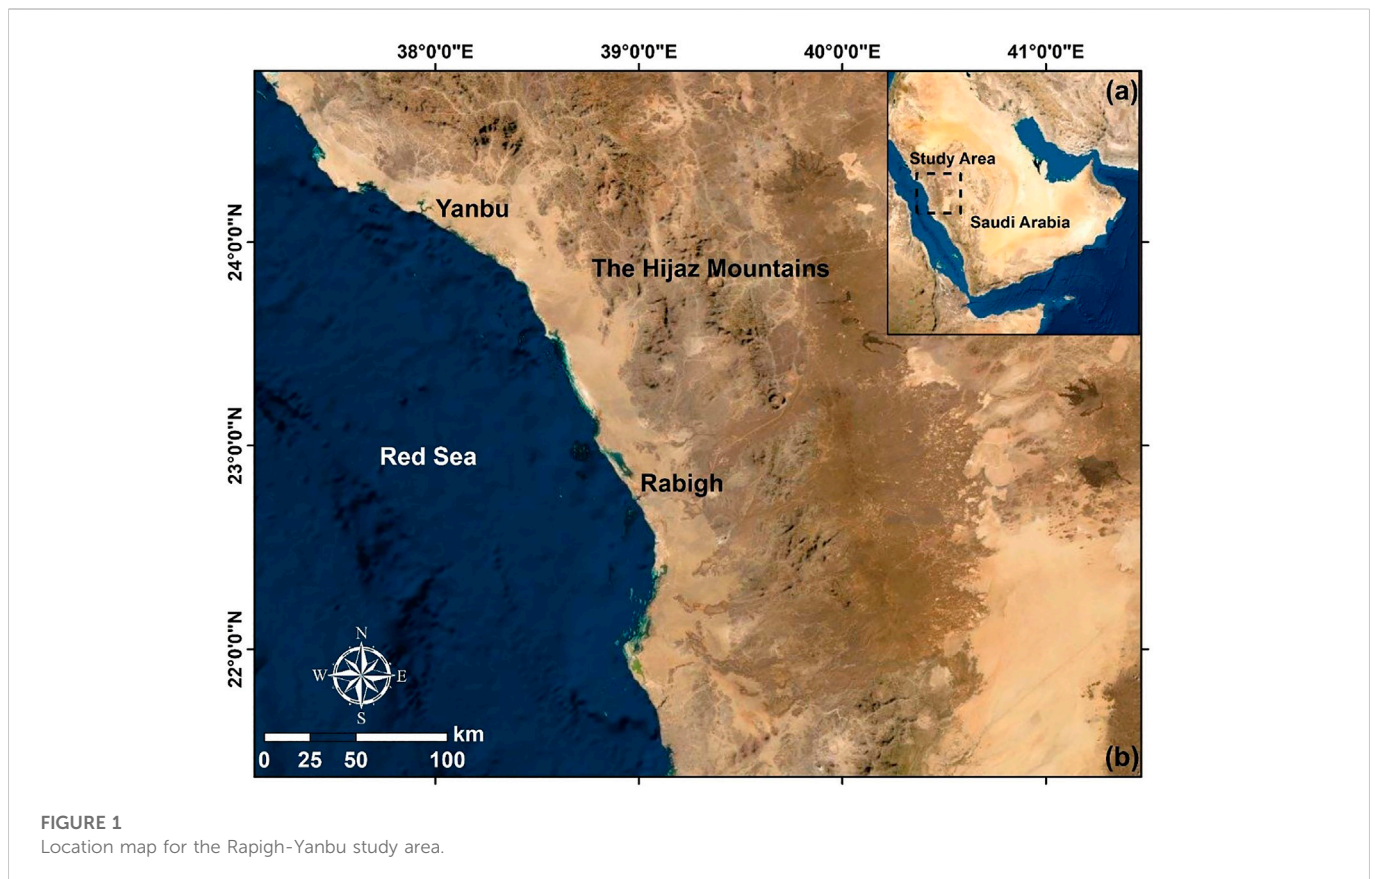 38°0'0"E 39°0'0"E 40°0'0"E 41°0'0"E
(a)
Study Area
Saudi Arabia
24°0'0"N
Yanbu
The Hijaz Mountains
23°0'0"N
Red Sea
Rabigh
22°0'0"N
N
W E
S
km
0 25 50 100
(b)
FIGURE 1
Location map for the Rapigh-Yanbu study area.